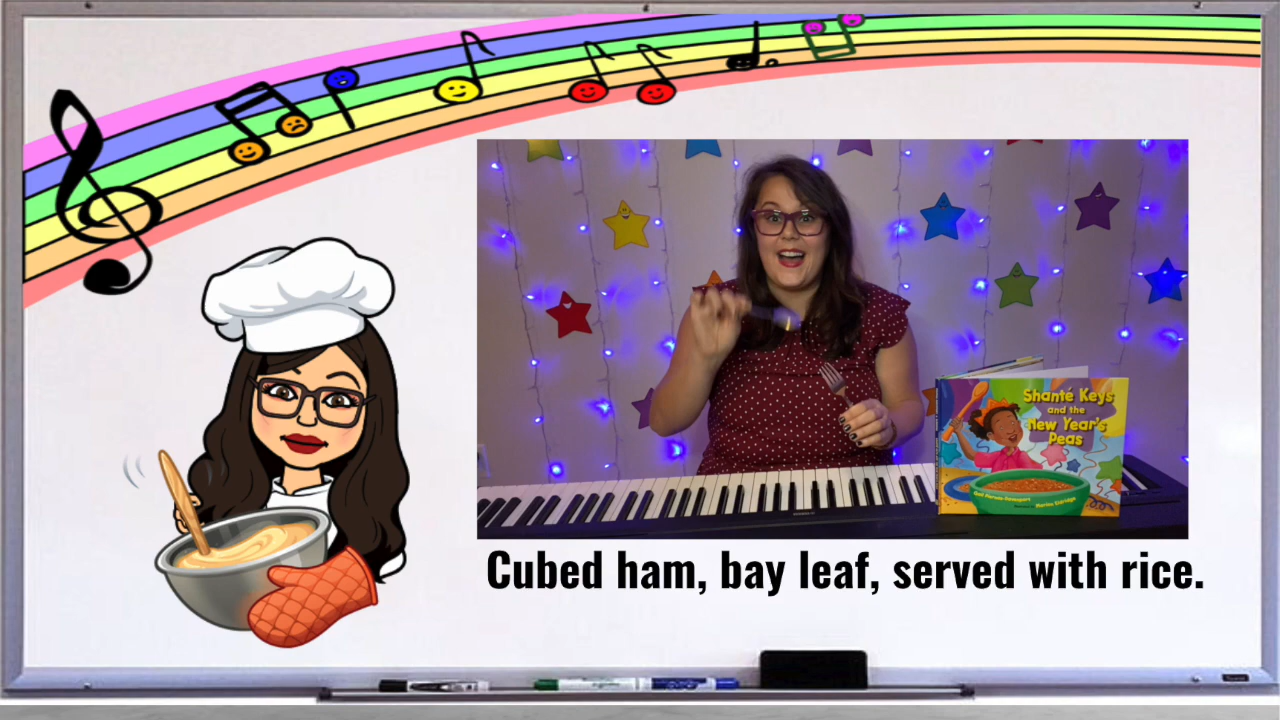 Shanté Keys
and the
New Year's
Peas
Cubed ham, bay leaf, served with rice.